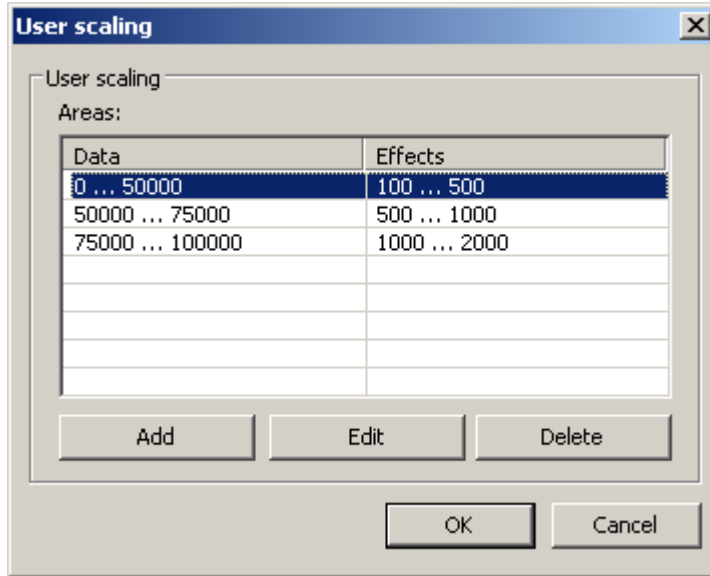 User scaling
User scaling
Areas:
Data Effects
0 ... 50000 100 ... 500
50000 ... 75000 500 ... 1000
75000 ... 100000 1000 ... 2000
Add Edit Delete
OK Cancel